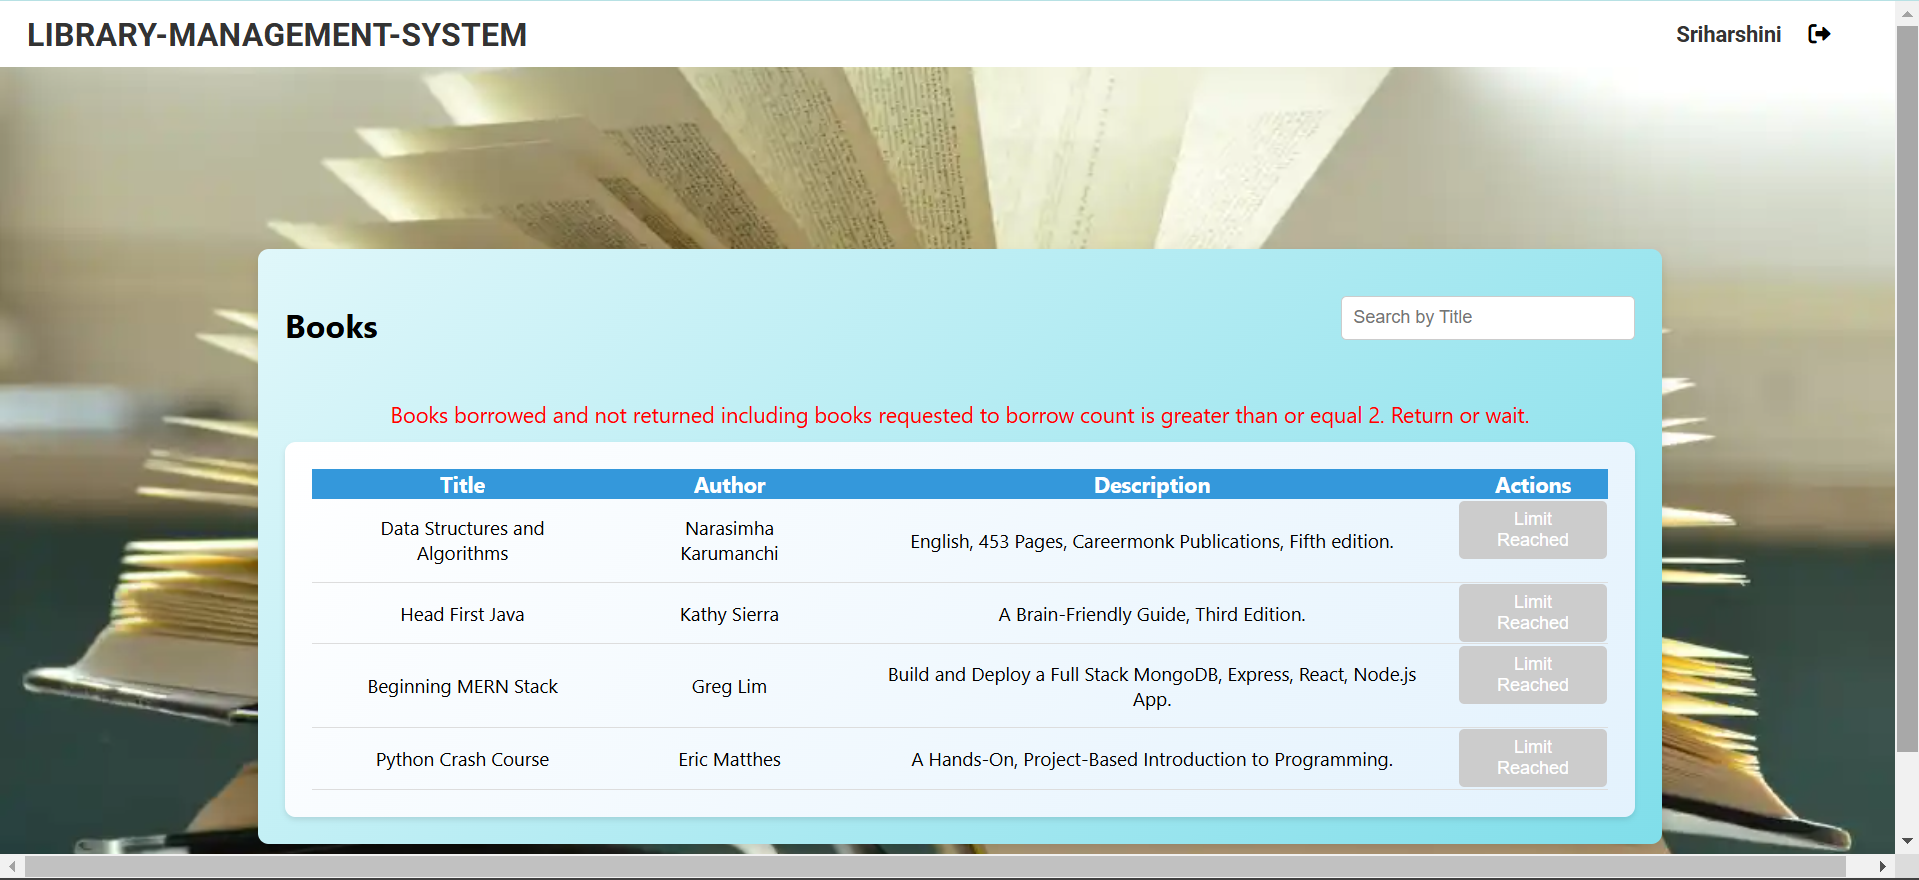 LIBRARY-MANAGEMENT-SYSTEM
Sriharshini
Books
Search by Title
Books borrowed and not returned including books requested to borrow count is greater than or equal 2. Return or wait.
Title Author Description Actions
Data Structures and
Algorithms
Narasimha
Karumanchi
English, 453 Pages, Careermonk Publications, Fifth edition.
Limit
Reached
Head First Java
Kathy Sierra
A Brain-Friendly Guide, Third Edition.
Limit
Reached
Beginning MERN Stack
Greg Lim
Build and Deploy a Full Stack MongoDB, Express, React, Node.js
App.
Limit
Reached
Python Crash Course
Eric Matthes
A Hands-On, Project-Based Introduction to Programming.
Limit
Reached